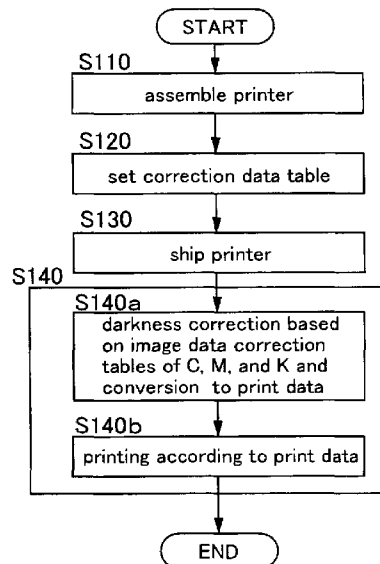 START
S110
assemble printer
S120
set correction data table
S130
ship printer
S140
S140a
darkness correction based
on image data correction
tables of C, M, and K and
conversion to print data
S140b
printing according to print data
END